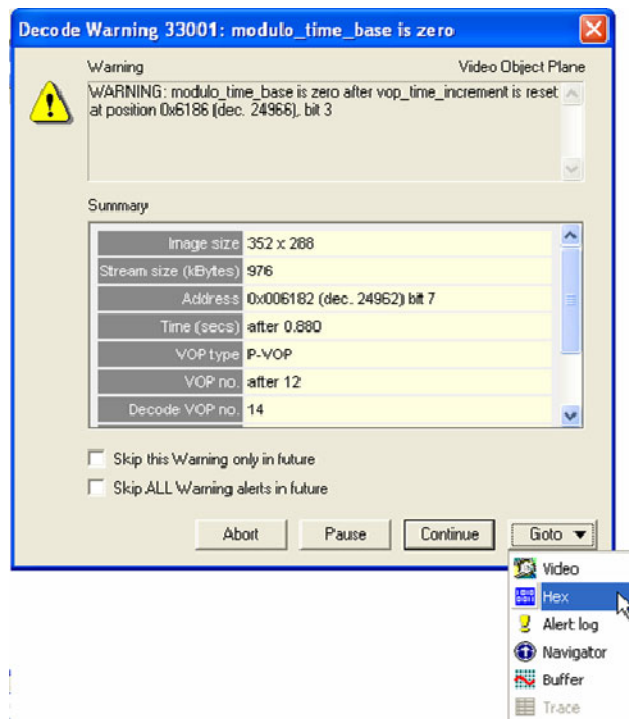 Decode Warning 33001: modulo_time_base is zero
Warning Video Object Plane
WARNING: modulo_time_base is zero after vop_time_increment is reset
at position 0x6186 (dec. 24966), bit 3
Summary
Image size 352 x 288
Stream size (kBytes) 976
Address 0x006182 (dec. 24962) bit 7
Time (secs) after 0.880
VOP type P-VOP
VOP no. after 12
Decode VOP no. 14
Skip this Warning only in future
Skip ALL Warning alerts in future
Abort Pause Continue Goto
Video
Hex
Alert log
Navigator
Buffer
Trace